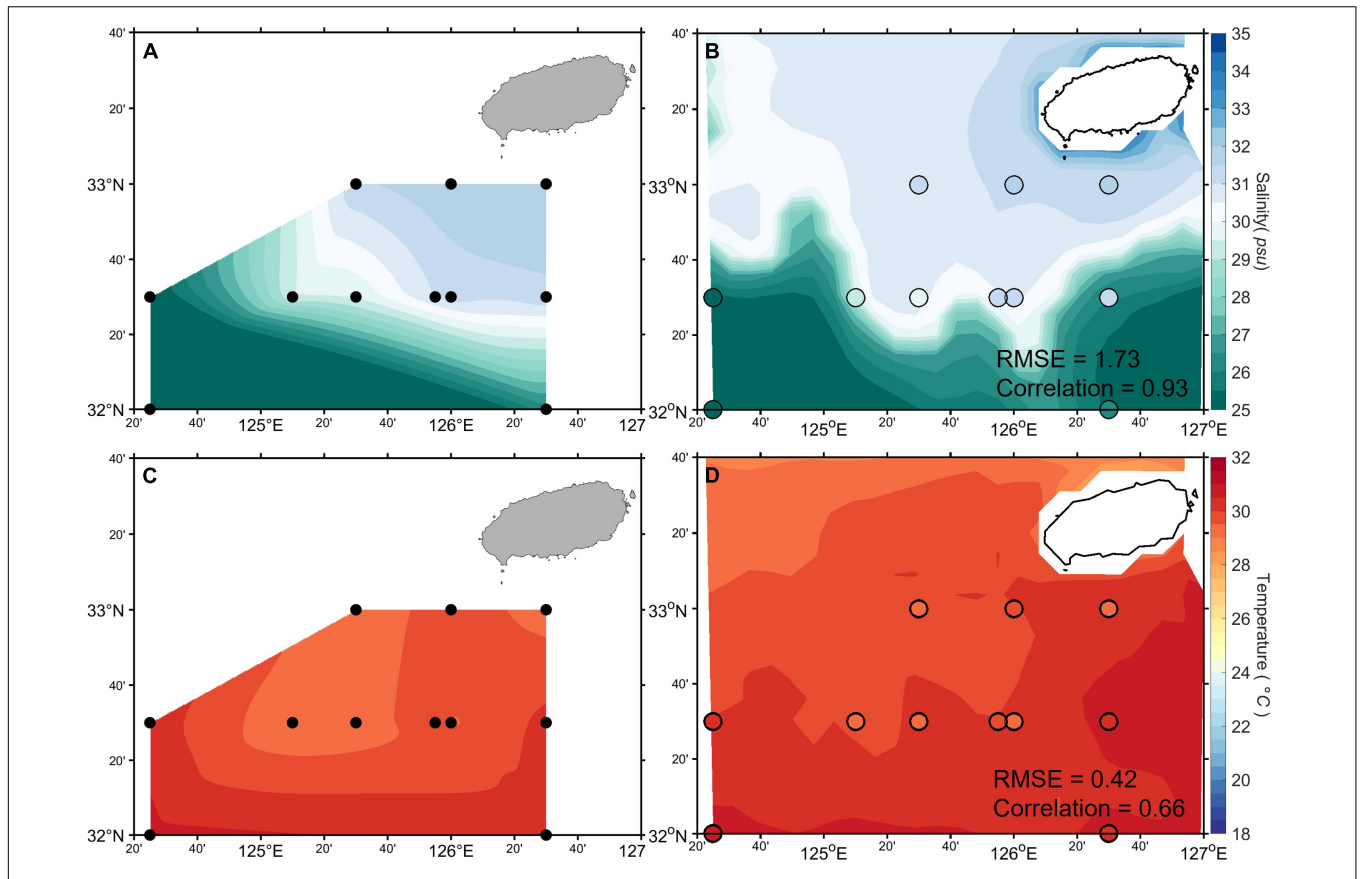 A
40'
20'
33°N
40'
20'
32°N
20'
40'
125°E
20'
40'
126°E
20'
40'
127
B
40'
20'
33°N
40'
20'
32°N
20'
40'
125°E
20'
40'
126°E
20'
40'
127°E
RMSE = 1.73
Correlation = 0.93
35
34
33
32
31
30
29
28
27
26
25
Salinity( psu)
C
40'
20'
33°N
40'
20'
32°N
20'
40'
125°E
20'
40'
126°E
20'
40'
127
D
40'
20'
33°N
40'
20'
32°N
20'
40'
125°E
20'
40'
126°E
20'
40'
127°E
RMSE = 0.42
Correlation = 0.66
32
30
28
26
24
22
20
18
Temperature ( °C )